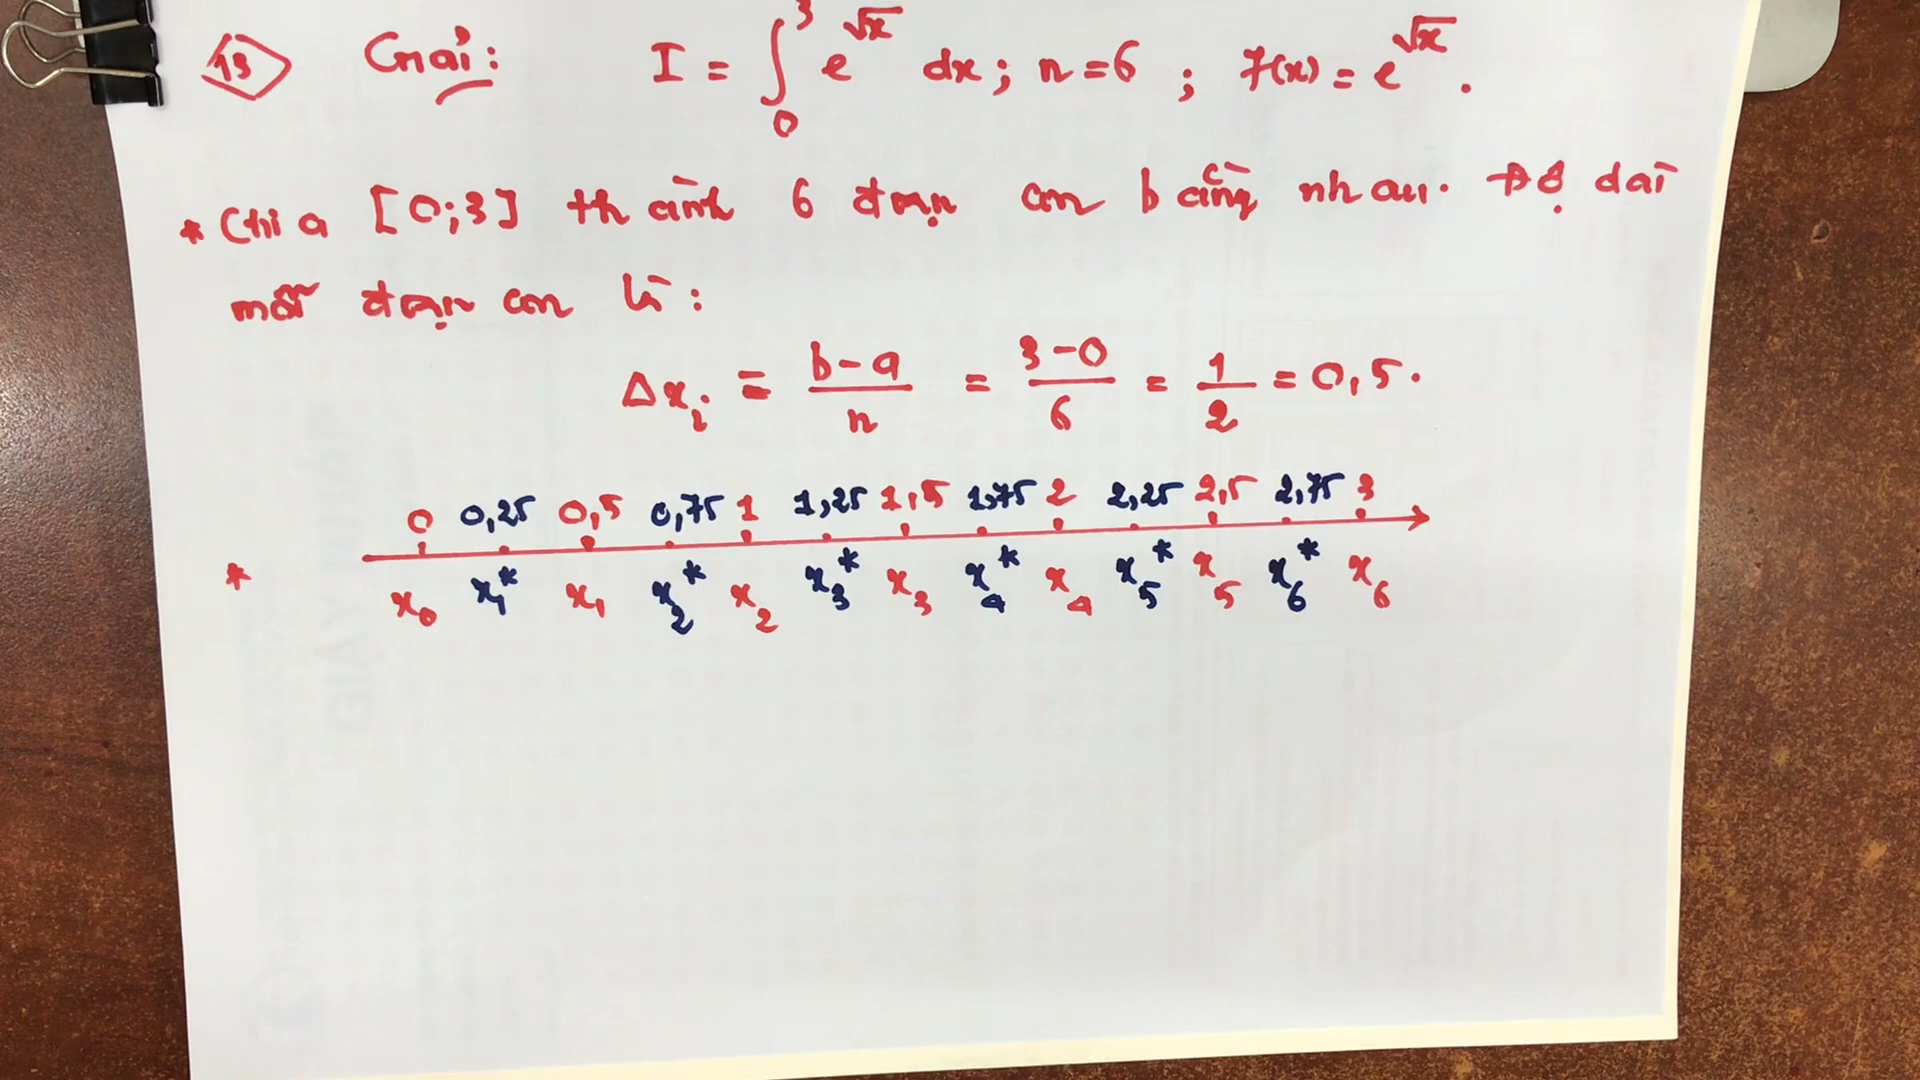 13 Giải: I = ∫₀³ e^√x dx; n = 6 ; f(x) = e^√x.
* Chia [0;3] thành 6 đoạn con bằng nhau. Độ dài
mỗi đoạn con là:
Δxᵢ = (b-a)/n = (3-0)/6 = 1/2 = 0,5.
0 0,25 0,5 0,75 1 1,25 1,5 1,75 2 2,25 2,5 2,75 3
* x₀ x₁* x₁ x₂* x₂ x₃* x₃ x₄* x₄ x₅* x₅ x₆* x₆